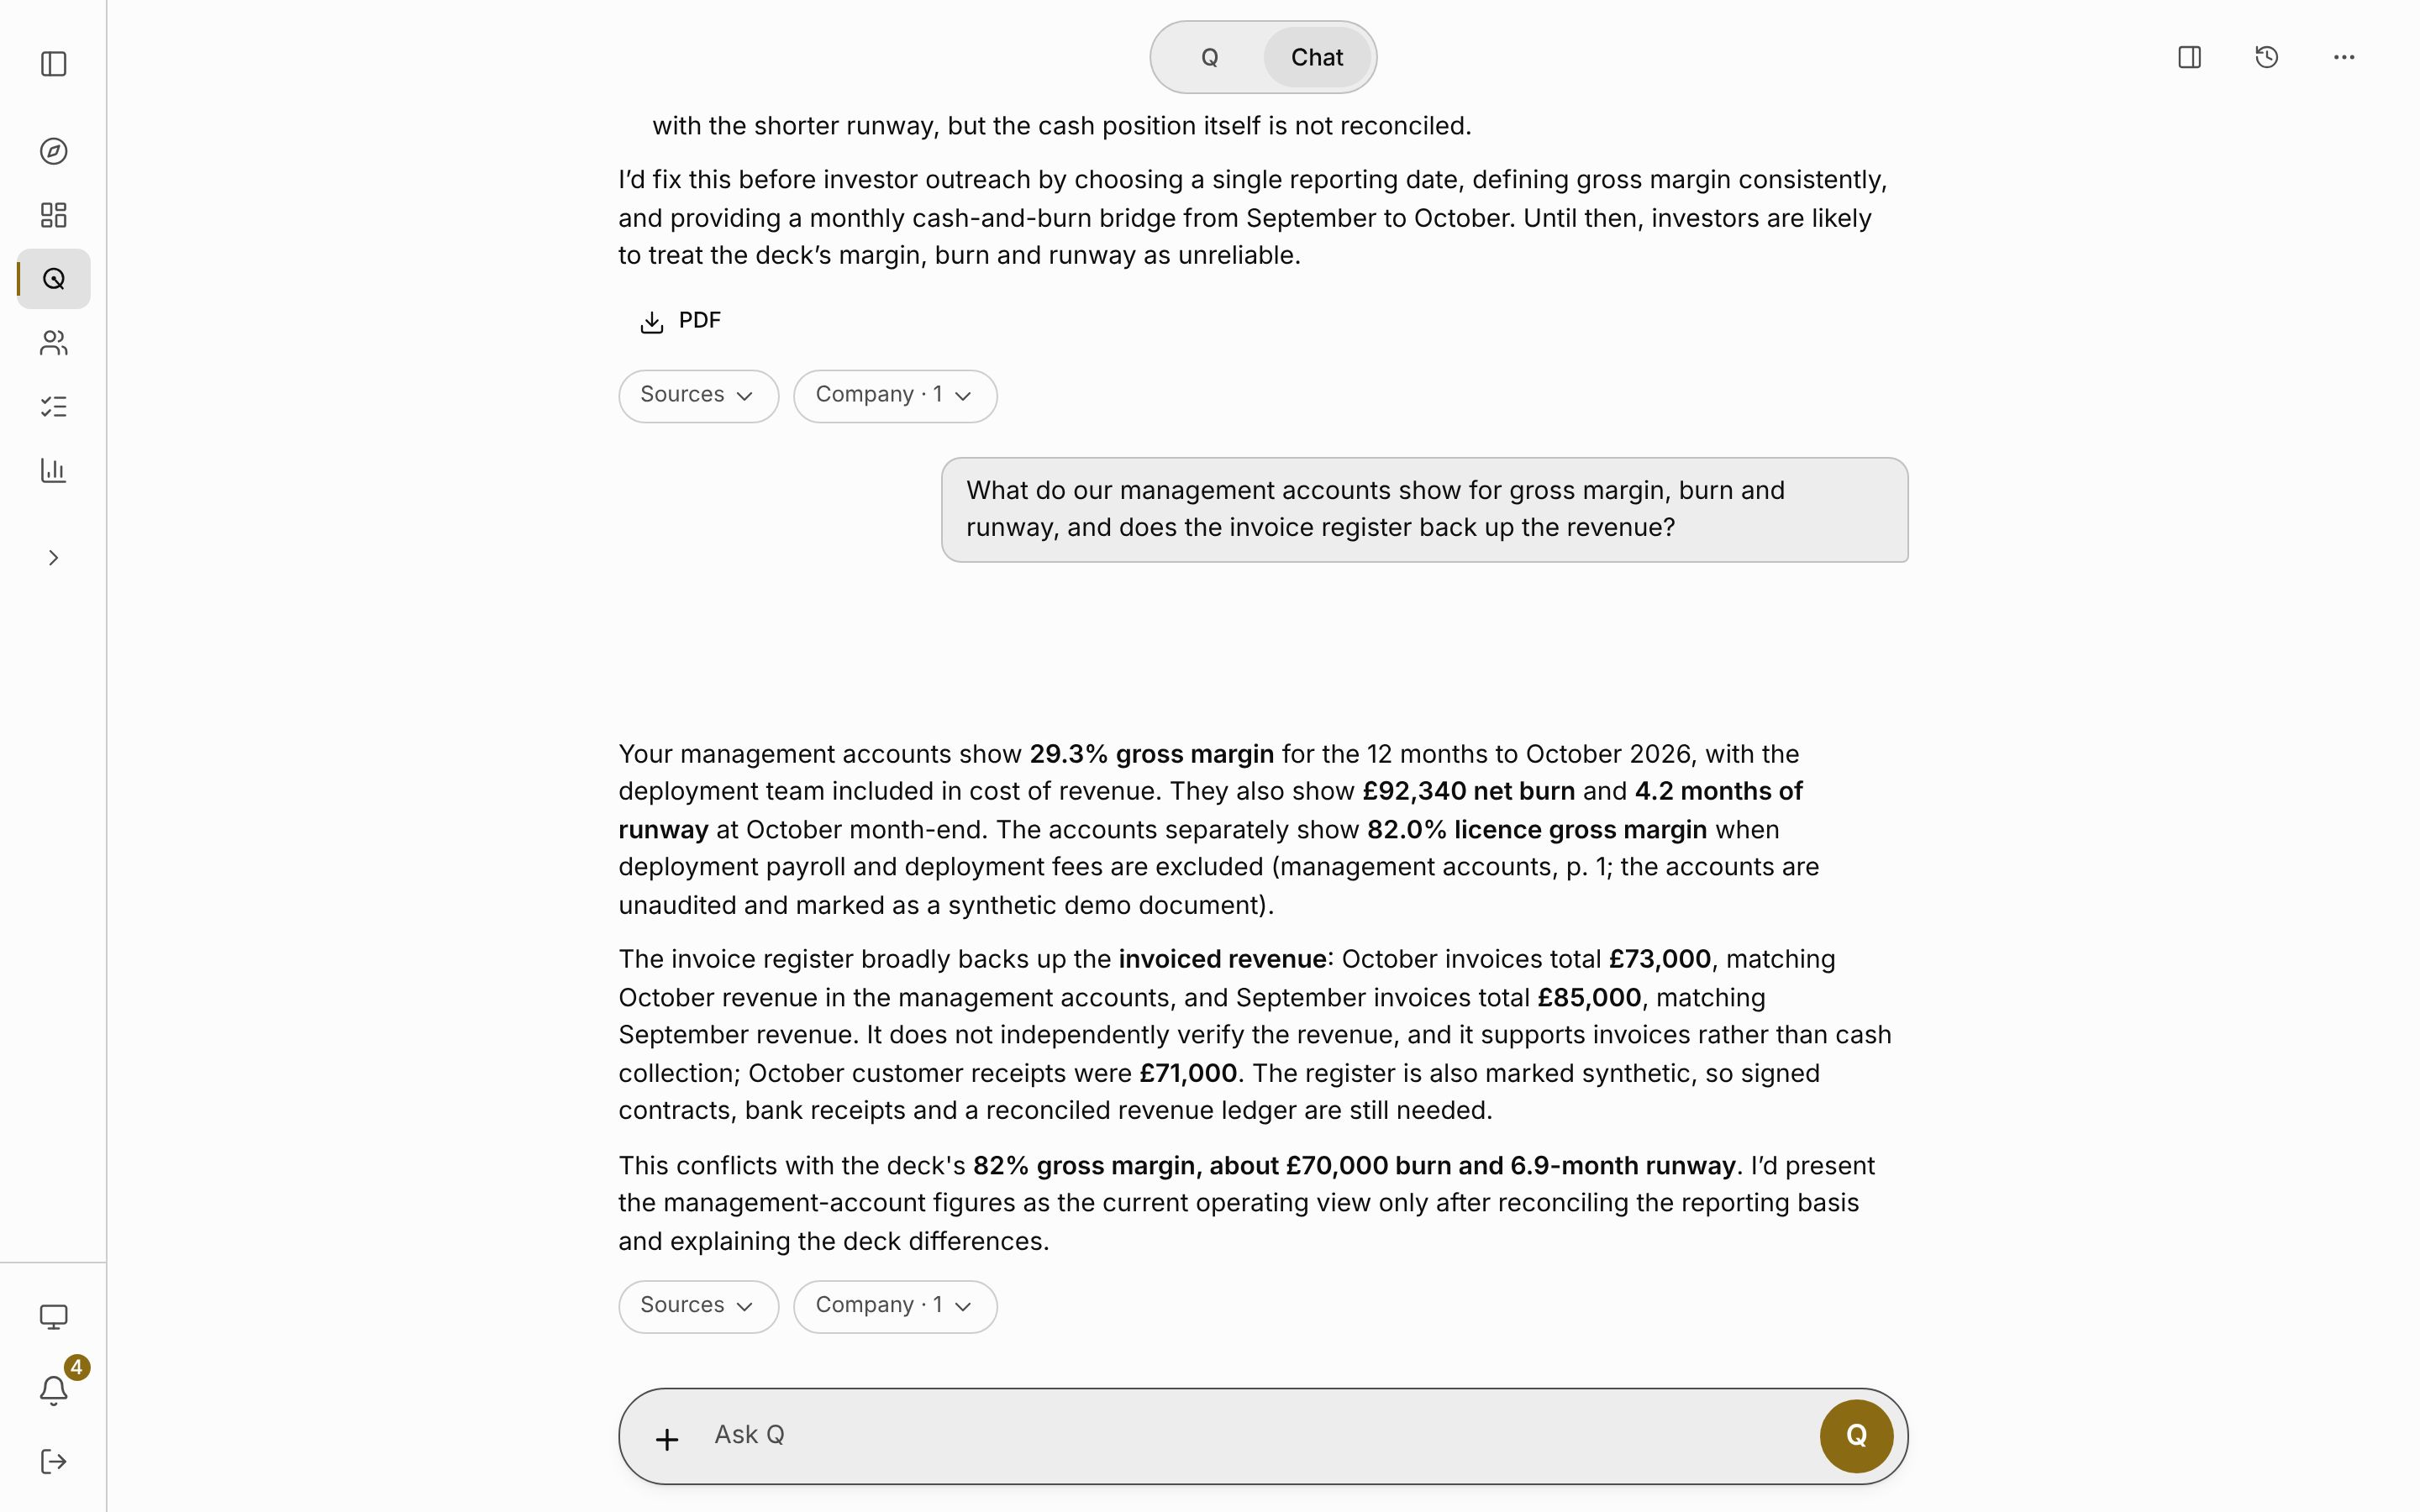 Q
Chat
with the shorter runway, but the cash position itself is not reconciled.
I’d fix this before investor outreach by choosing a single reporting date, defining gross margin consistently,
and providing a monthly cash-and-burn bridge from September to October. Until then, investors are likely
to treat the deck’s margin, burn and runway as unreliable.
PDF
Sources
Company · 1
What do our management accounts show for gross margin, burn and
runway, and does the invoice register back up the revenue?
Your management accounts show 29.3% gross margin for the 12 months to October 2026, with the
deployment team included in cost of revenue. They also show £92,340 net burn and 4.2 months of
runway at October month-end. The accounts separately show 82.0% licence gross margin when
deployment payroll and deployment fees are excluded (management accounts, p. 1; the accounts are
unaudited and marked as a synthetic demo document).
The invoice register broadly backs up the invoiced revenue: October invoices total £73,000, matching
October revenue in the management accounts, and September invoices total £85,000, matching
September revenue. It does not independently verify the revenue, and it supports invoices rather than cash
collection; October customer receipts were £71,000. The register is also marked synthetic, so signed
contracts, bank receipts and a reconciled revenue ledger are still needed.
This conflicts with the deck's 82% gross margin, about £70,000 burn and 6.9-month runway. I’d present
the management-account figures as the current operating view only after reconciling the reporting basis
and explaining the deck differences.
Sources
Company · 1
4
Ask Q
Q